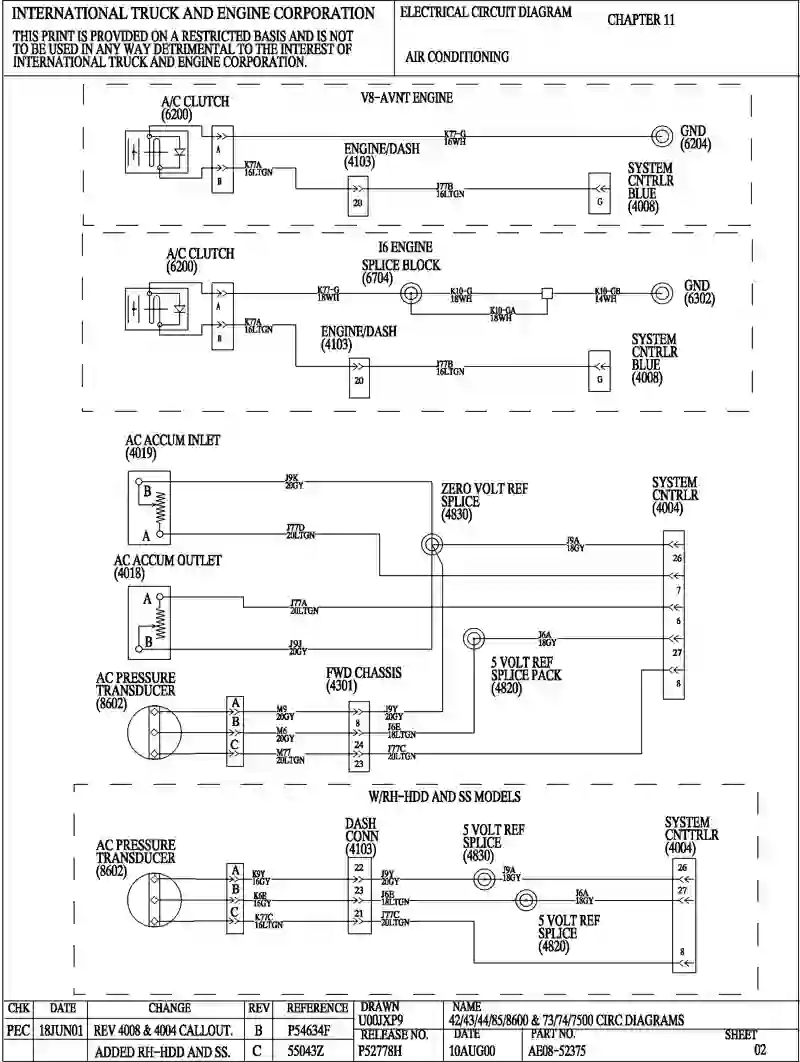 INTERNATIONAL TRUCK AND ENGINE CORPORATION
THIS PRINT IS PROVIDED ON A RESTRICTED BASIS AND IS NOT
TO BE USED IN ANY WAY DETRIMENTAL TO THE INTEREST OF
INTERNATIONAL TRUCK AND ENGINE CORPORATION.
ELECTRICAL CIRCUIT DIAGRAM
CHAPTER 11
AIR CONDITIONING
V8-AVNT ENGINE
A/C CLUTCH
(6200)
A
B
K77-G
16WH
GND
(6204)
K77A
16LTGN
ENGINE/DASH
(4103)
20
J77B
16LTGN
G
SYSTEM
CNTRLR
BLUE
(4008)
I6 ENGINE
A/C CLUTCH
(6200)
A
B
K77-G
18WH
SPLICE BLOCK
(6704)
K10-G
18WH
K10-GA
18WH
K10-GB
14WH
GND
(6302)
K77A
16LTGN
ENGINE/DASH
(4103)
20
J77B
16LTGN
G
SYSTEM
CNTRLR
BLUE
(4008)
AC ACCUM INLET
(4019)
B
A
J9K
20GY
J77D
20LTGN
ZERO VOLT REF
SPLICE
(4830)
J9A
18GY
SYSTEM
CNTRLR
(4004)
26
7
6
27
8
AC ACCUM OUTLET
(4018)
A
B
J77A
20LTGN
J9J
20GY
J6A
18GY
5 VOLT REF
SPLICE PACK
(4820)
AC PRESSURE
TRANSDUCER
(8602)
A
B
C
M9
20GY
M6
20GY
M77
20LTGN
FWD CHASSIS
(4301)
8
24
23
J9Y
20GY
J6E
18LTGN
J77C
20LTGN
W/RH-HDD AND SS MODELS
AC PRESSURE
TRANSDUCER
(8602)
A
B
C
K9Y
16GY
K6E
16GY
K77C
16LTGN
DASH
CONN
(4103)
22
23
21
J9Y
20GY
J6E
18LTGN
J77C
20LTGN
5 VOLT REF
SPLICE
(4830)
J9A
18GY
J6A
18GY
5 VOLT REF
SPLICE
(4820)
SYSTEM
CNTTRLR
(4004)
26
27
8
CHK DATE CHANGE REV REFERENCE
PEC 18JUN01 REV 4008 & 4004 CALLOUT. B P54634F
ADDED RH-HDD AND SS. C 55043Z
DRAWN
U00JXP9
RELEASE NO.
P52778H
NAME
42/43/44/85/8600 & 73/74/7500 CIRC DIAGRAMS
DATE
10AUG00
PART NO.
AE08-52375
SHEET
02